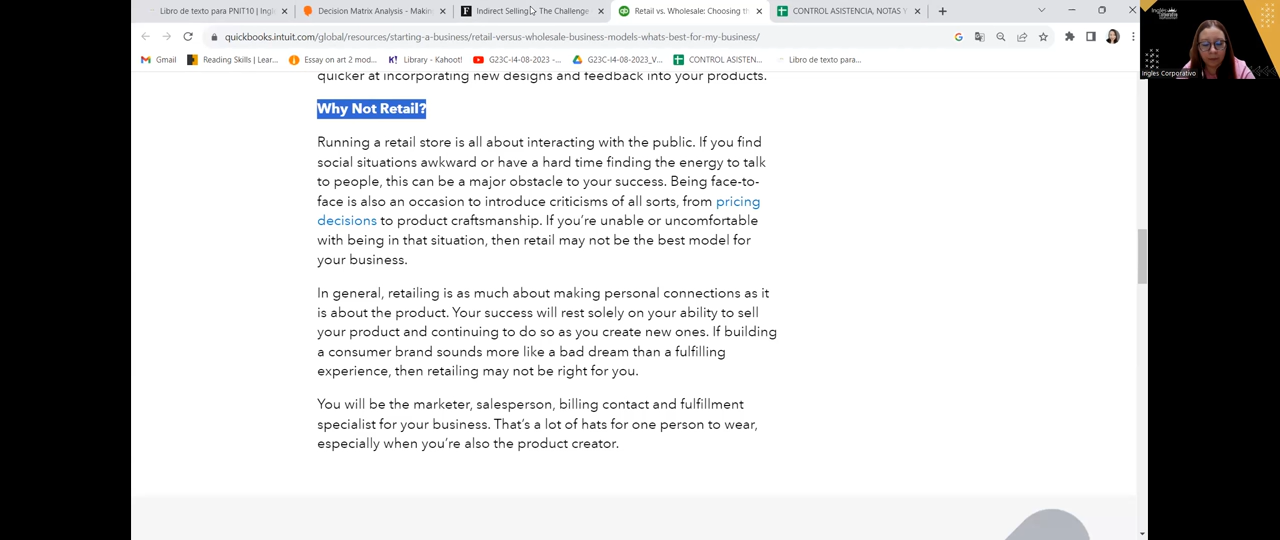 Libro de texto para PNIT10 | Ingl
Decision Matrix Analysis - Makin
Indirect Selling - The Challenge
Retail vs. Wholesale: Choosing th
CONTROL ASISTENCIA, NOTAS Y
quickbooks.intuit.com/global/resources/starting-a-business/retail-versus-wholesale-business-models-whats-best-for-my-business/
Gmail
Reading Skills | Lear...
Essay on art 2 mod...
Library - Kahoot!
G23C-I4-08-2023 -...
G23C-I4-08-2023_V...
CONTROL ASISTEN...
Libro de texto para...
quicker at incorporating new designs and feedback into your products.
Why Not Retail?
Running a retail store is all about interacting with the public. If you find
social situations awkward or have a hard time finding the energy to talk
to people, this can be a major obstacle to your success. Being face-to-
face is also an occasion to introduce criticisms of all sorts, from pricing
decisions to product craftsmanship. If you're unable or uncomfortable
with being in that situation, then retail may not be the best model for
your business.
In general, retailing is as much about making personal connections as it
is about the product. Your success will rest solely on your ability to sell
your product and continuing to do so as you create new ones. If building
a consumer brand sounds more like a bad dream than a fulfilling
experience, then retailing may not be right for you.
You will be the marketer, salesperson, billing contact and fulfillment
specialist for your business. That's a lot of hats for one person to wear,
especially when you're also the product creator.
Ingles Corporativo